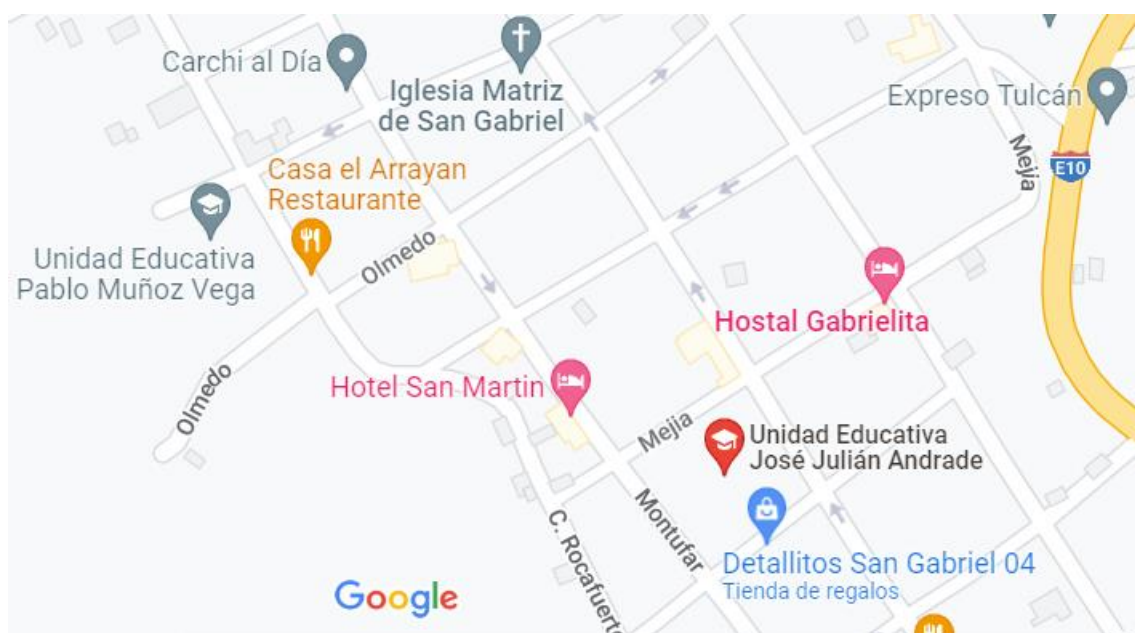 Carchi al Día
Iglesia Matriz
de San Gabriel
Expreso Tulcán
Mejia
E10
Casa el Arrayan
Restaurante
Unidad Educativa
Pablo Muñoz Vega
Olmedo
Hostal Gabrielita
Olmedo
Hotel San Martin
Mejia
Unidad Educativa
José Julián Andrade
Montufar
C. Rocafuerte
Detallitos San Gabriel 04
Tienda de regalos
Google